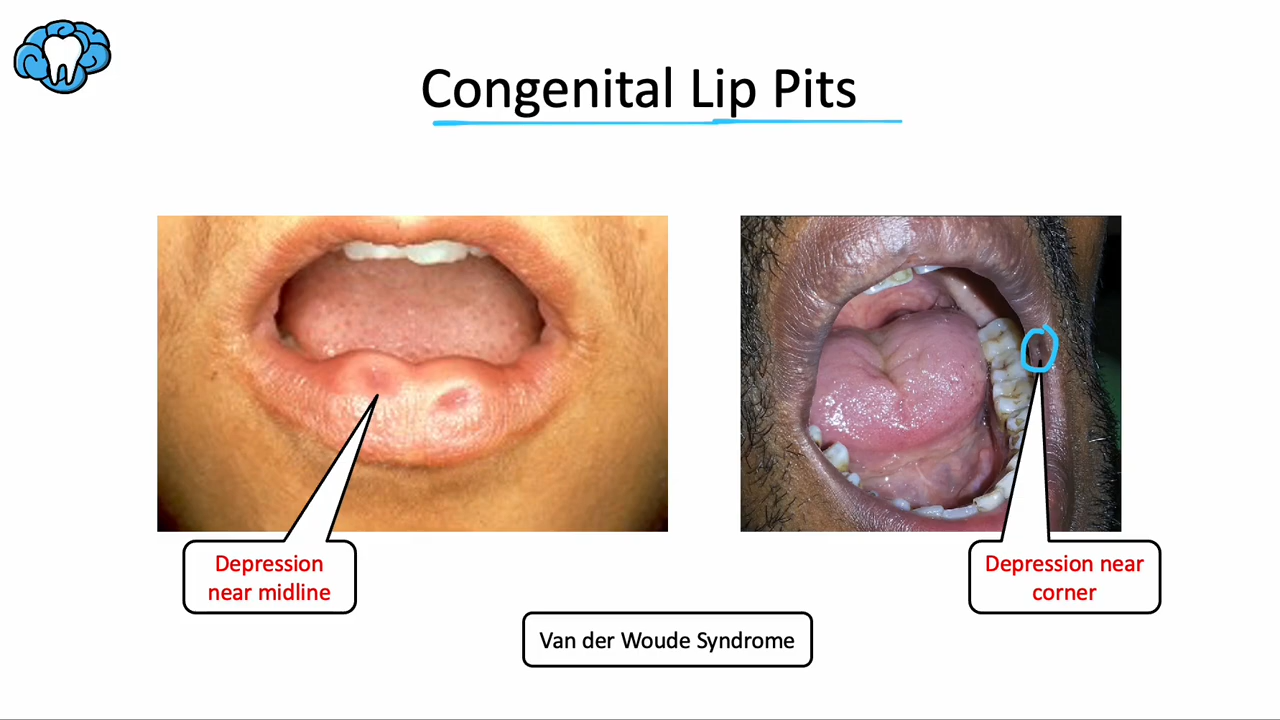 Congenital Lip Pits
Depression
near midline
Depression near
corner
Van der Woude Syndrome